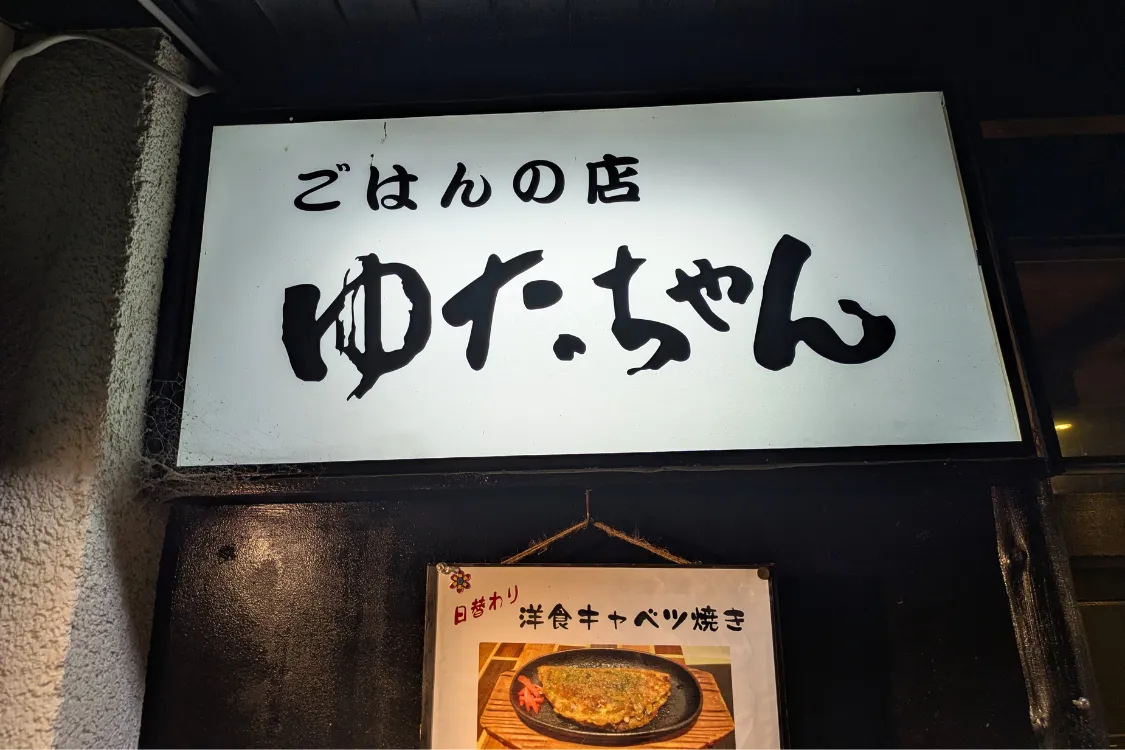 ごはんの店
ゆたちゃん
日替わり
洋食キャベツ焼き